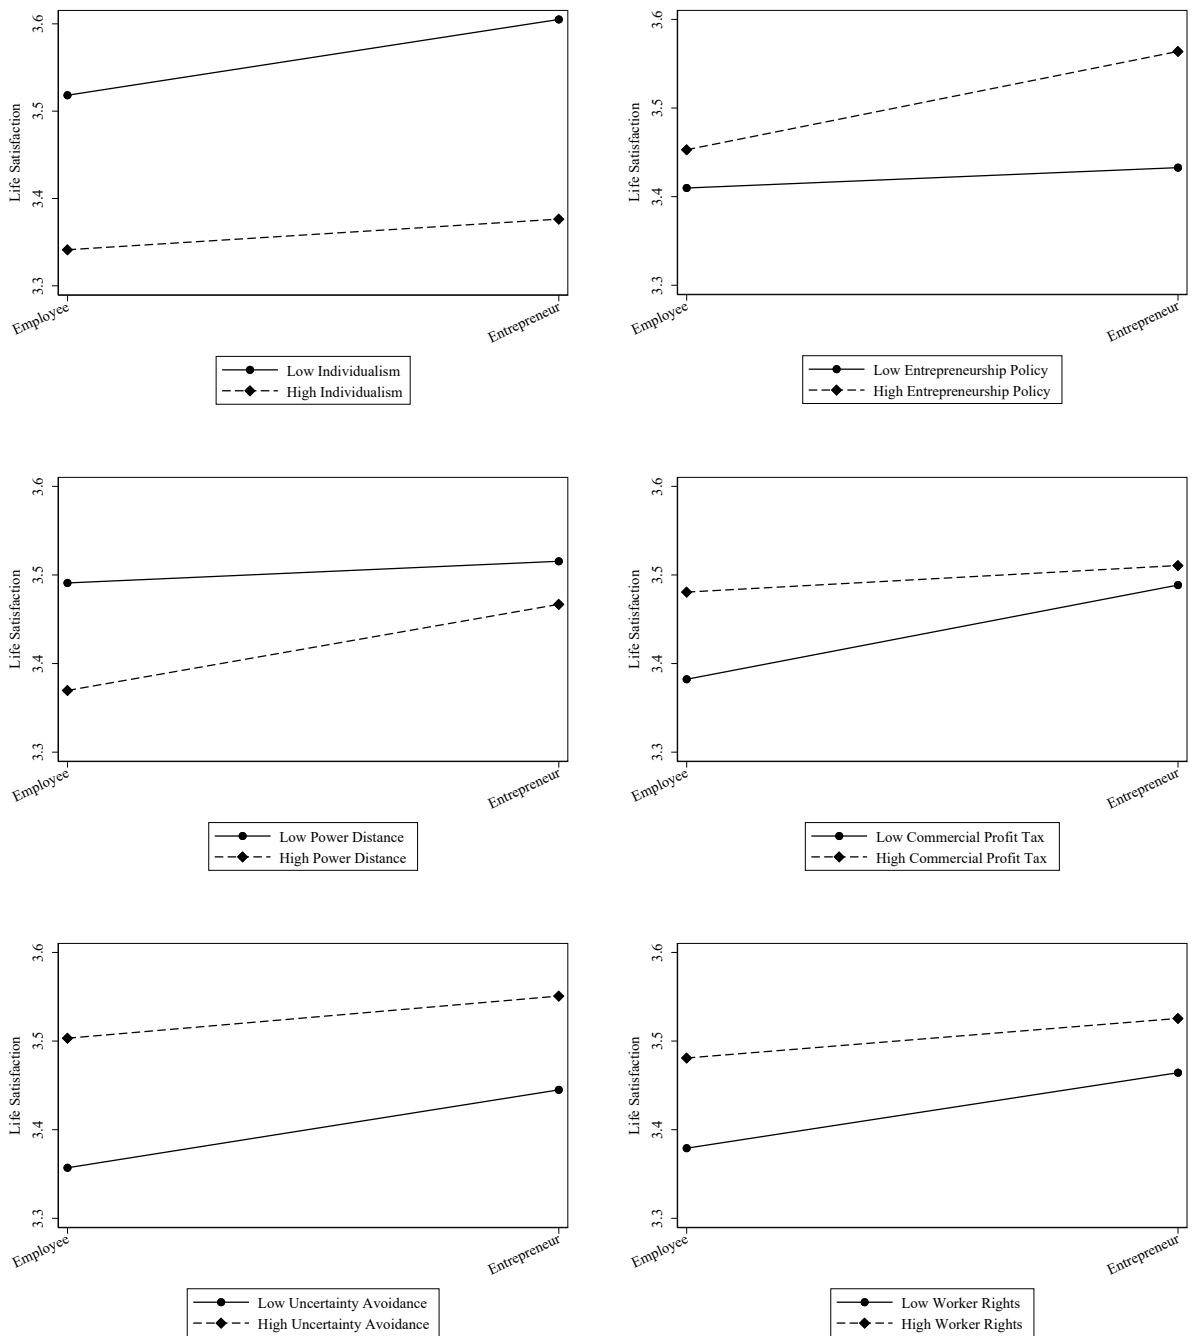 3.6
3.5
3.4
3.3
Life Satisfaction
Employee
Entrepreneur
Low Individualism
High Individualism
3.6
3.5
3.4
3.3
Life Satisfaction
Employee
Entrepreneur
Low Entrepreneurship Policy
High Entrepreneurship Policy
3.6
3.5
3.4
3.3
Life Satisfaction
Employee
Entrepreneur
Low Power Distance
High Power Distance
3.6
3.5
3.4
3.3
Life Satisfaction
Employee
Entrepreneur
Low Commercial Profit Tax
High Commercial Profit Tax
3.6
3.5
3.4
3.3
Life Satisfaction
Employee
Entrepreneur
Low Uncertainty Avoidance
High Uncertainty Avoidance
3.6
3.5
3.4
3.3
Life Satisfaction
Employee
Entrepreneur
Low Worker Rights
High Worker Rights